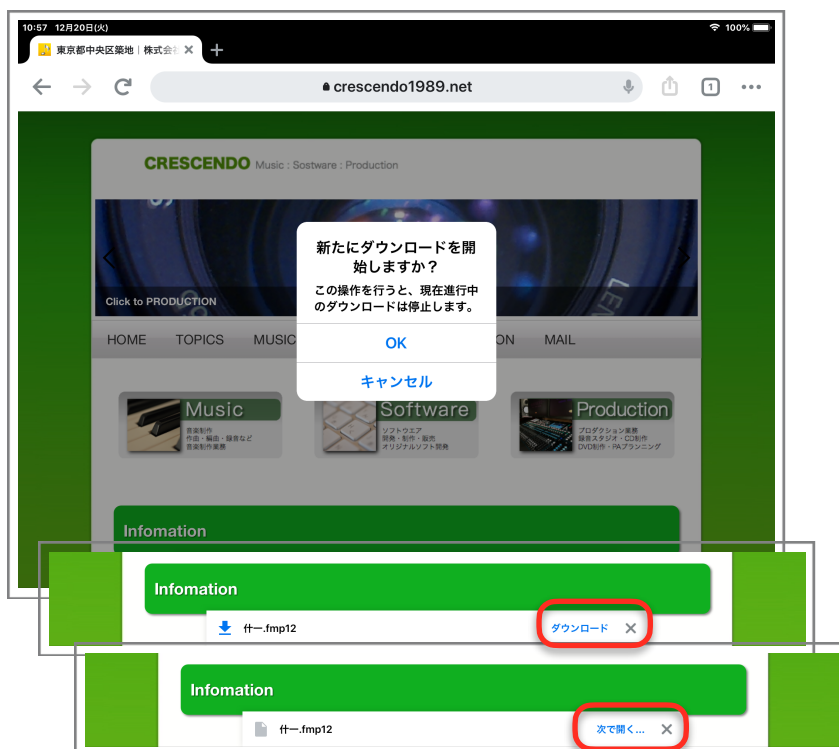 10:57 12月20日(火)
100%
東京都中央区築地｜株式会社
crescendo1989.net
1
CRESCENDO Music : Sostware : Production
新たにダウンロードを開
始しますか？
この操作を行うと、現在進行中
のダウンロードは停止します。
OK
キャンセル
Click to PRODUCTION
HOME TOPICS MUSIC ON MAIL
Music
音楽制作
作曲・編曲・録音など
音楽制作業務
Software
ソフトウエア
開発・制作・販売
オリジナルソフト開発
Production
プロダクション業務
録音スタジオ・CD制作
DVD制作・PAプランニング
Infomation
Infomation
什一.fmp12
ダウンロード
Infomation
什一.fmp12
次で開く...